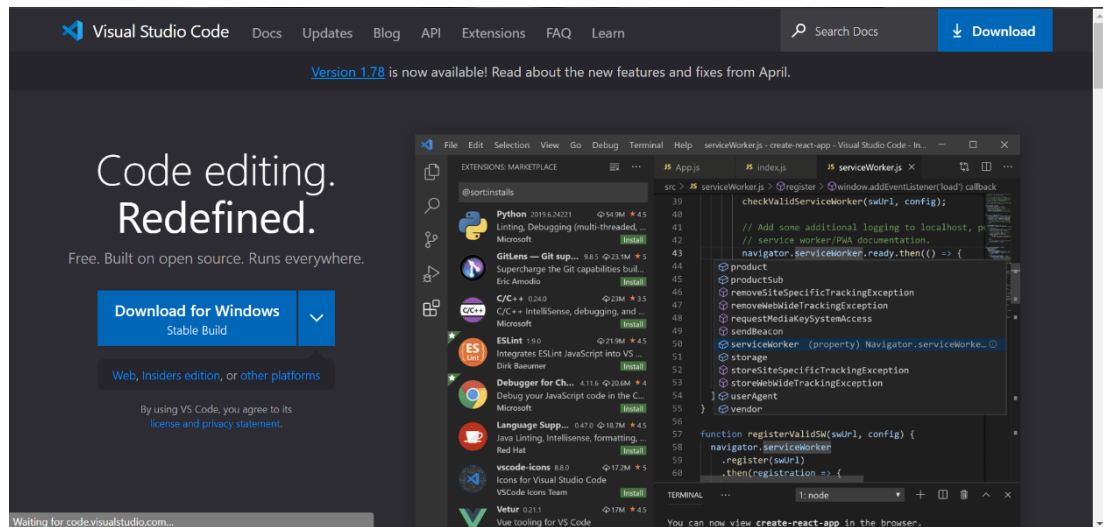 Visual Studio Code Docs Updates Blog API Extensions FAQ Learn Search Docs Download
Version 1.78 is now available! Read about the new features and fixes from April.
Code editing.
Redefined.
Free. Built on open source. Runs everywhere.
Download for Windows
Stable Build
Web, Insiders edition, or other platforms
By using VS Code, you agree to its
license and privacy statement.
File Edit Selection View Go Debug Terminal Help serviceWorker.js - create-react-app - Visual Studio Code - In...
EXTENSIONS: MARKETPLACE
@sort:installs
Python 2019.6.24221 54.9M ★ 4.5
Linting, Debugging (multi-threaded, ...
Microsoft Install
GitLens — Git sup... 9.8.5 23.1M ★ 5
Supercharge the Git capabilities buil...
Eric Amodio Install
C/C++ 0.24.0 23M ★ 3.5
C/C++ IntelliSense, debugging, and ...
Microsoft Install
ESLint 1.9.0 21.9M ★ 4.5
Integrates ESLint JavaScript into VS ...
Dirk Baeumer Install
Debugger for Ch... 4.11.6 20.6M ★ 4
Debug your JavaScript code in the C...
Microsoft Install
Language Supp... 0.47.0 18.7M ★ 4.5
Java Linting, Intellisense, formatting, ...
Red Hat Install
vscode-icons 8.8.0 17.2M ★ 5
Icons for Visual Studio Code
VSCode Icons Team Install
Vetur 0.21.1 17M ★ 4.5
Vue tooling for VS Code
C/C++
ES
Lint
JS App.js JS index.js JS serviceWorker.js
src > JS serviceWorker.js > register > window.addEventListener('load') callback
39 checkValidServiceWorker(swUrl, config);
40
41 // Add some additional logging to localhost, p
42 // service worker/PWA documentation.
43 navigator.serviceWorker.ready.then(() => {
44 product
45 productSub
46 removeSiteSpecificTrackingException
47 removeWebWideTrackingException
48 requestMediaKeySystemAccess
49 sendBeacon
50 serviceWorker (property) Navigator.serviceWorke...
51 storage
52 storeSiteSpecificTrackingException
53 storeWebWideTrackingException
54 } userAgent
55 } vendor
56
57 function registerValidSW(swUrl, config) {
58 navigator.serviceWorker
59 .register(swUrl)
60 .then(registration => {
TERMINAL ... 1: node
You can now view create-react-app in the browser.
Waiting for code.visualstudio.com...